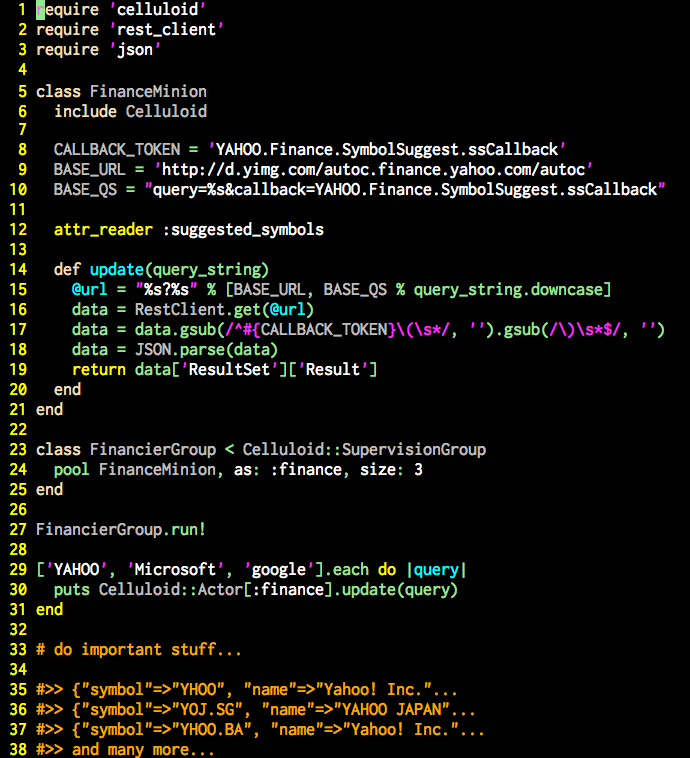 1 require 'celluloid'
2 require 'rest_client'
3 require 'json'
4
5 class FinanceMinion
6   include Celluloid
7
8   CALLBACK_TOKEN = 'YAHOO.Finance.SymbolSuggest.ssCallback'
9   BASE_URL = 'http://d.yimg.com/autoc.finance.yahoo.com/autoc'
10   BASE_QS = "query=%s&callback=YAHOO.Finance.SymbolSuggest.ssCallback"
11
12   attr_reader :suggested_symbols
13
14   def update(query_string)
15     @url = "%s?%s" % [BASE_URL, BASE_QS % query_string.downcase]
16     data = RestClient.get(@url)
17     data = data.gsub(/^#{CALLBACK_TOKEN}\(\s*/, '').gsub(/\)\s*$/, '')
18     data = JSON.parse(data)
19     return data['ResultSet']['Result']
20   end
21 end
22
23 class FinancierGroup < Celluloid::SupervisionGroup
24   pool FinanceMinion, as: :finance, size: 3
25 end
26
27 FinancierGroup.run!
28
29 ['YAHOO', 'Microsoft', 'google'].each do |query|
30   puts Celluloid::Actor[:finance].update(query)
31 end
32
33 # do important stuff...
34
35 #>> {"symbol"=>"YHOO", "name"=>"Yahoo! Inc."...
36 #>> {"symbol"=>"YOJ.SG", "name"=>"YAHOO JAPAN"...
37 #>> {"symbol"=>"YHOO.BA", "name"=>"Yahoo! Inc."...
38 #>> and many more...